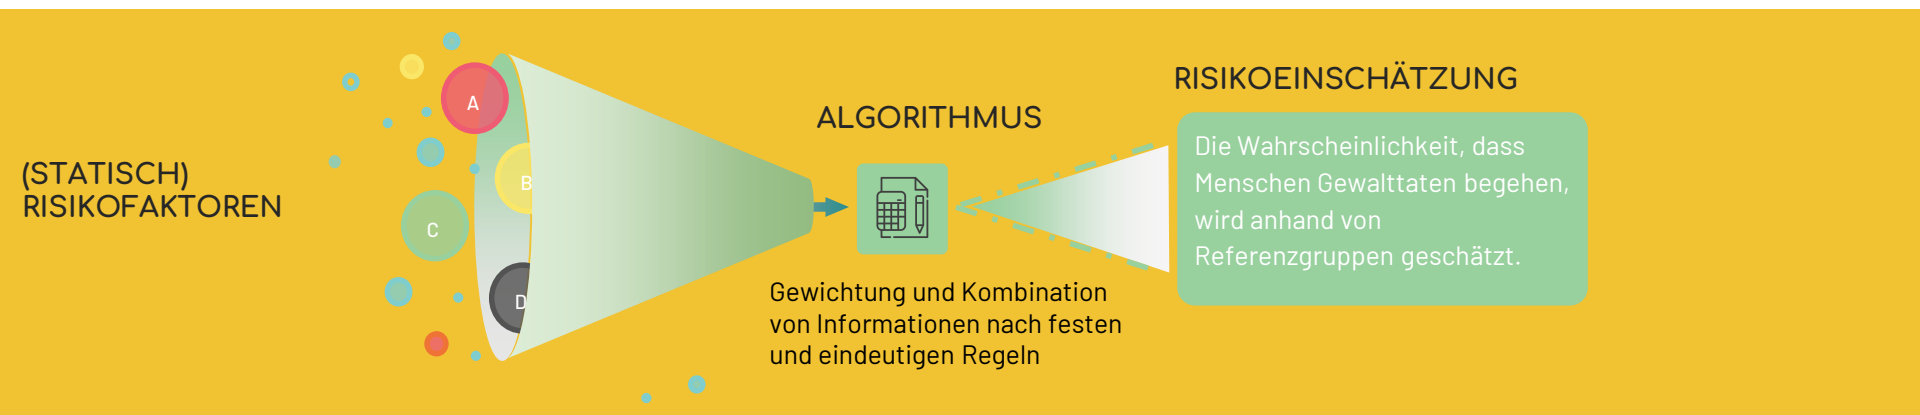 (STATISCH)
RISIKOFAKTOREN
A
B
C
D
ALGORITHMUS
Gewichtung und Kombination
von Informationen nach festen
und eindeutigen Regeln
RISIKOEINSCHÄTZUNG
Die Wahrscheinlichkeit, dass
Menschen Gewalttaten begehen,
wird anhand von
Referenzgruppen geschätzt.